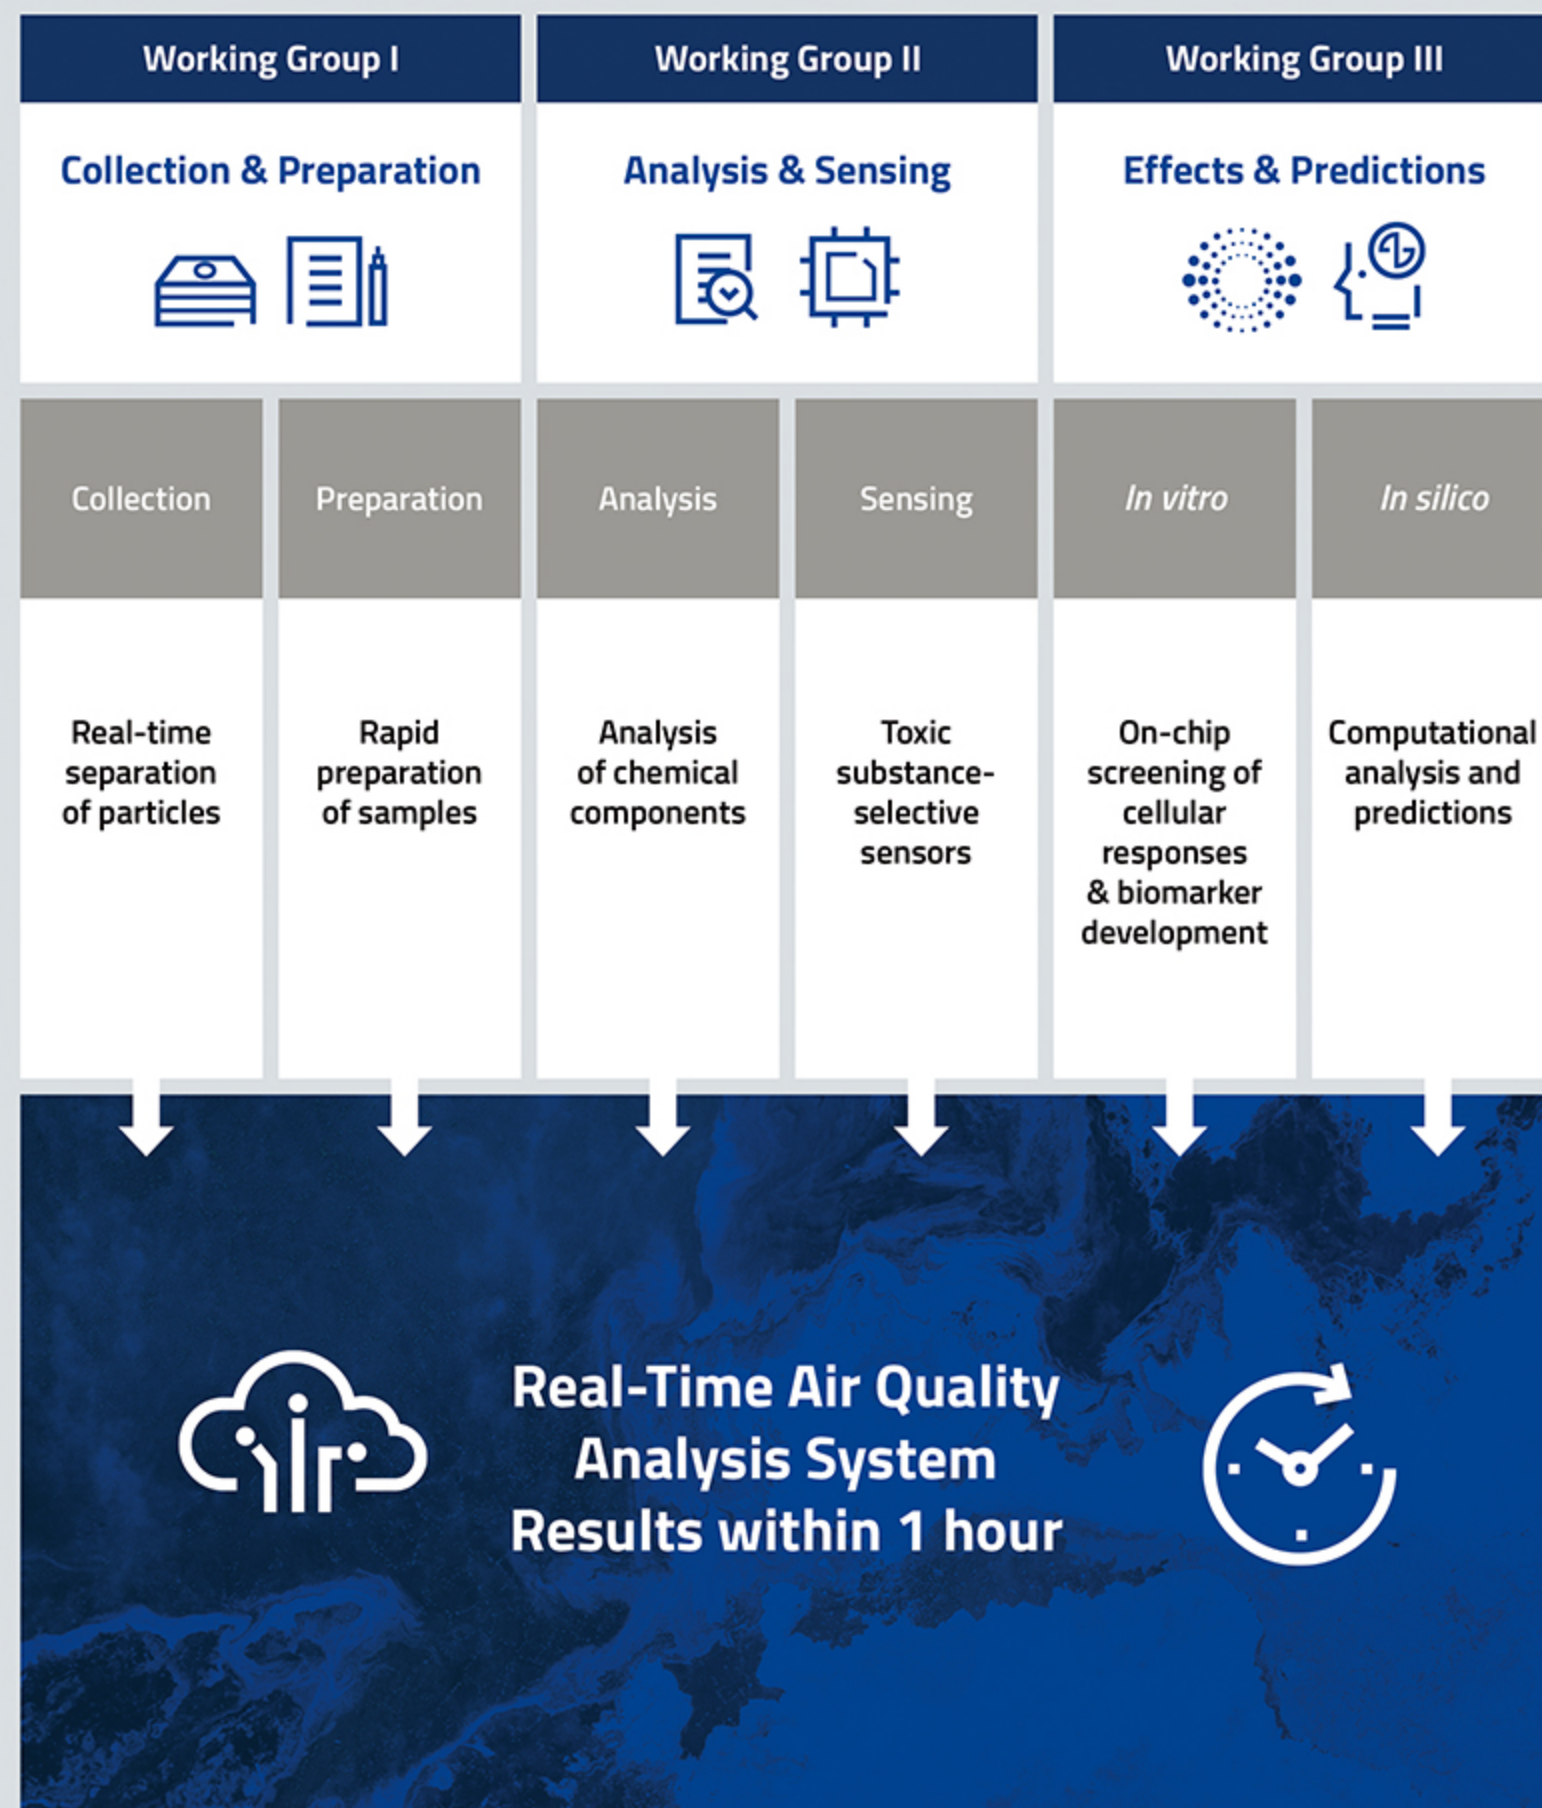 Working Group I
Working Group II
Working Group III
Collection & Preparation
Analysis & Sensing
Effects & Predictions
Collection
Preparation
Analysis
Sensing
In vitro
In silico
Real-time
separation
of particles
Rapid
preparation
of samples
Analysis
of chemical
components
Toxic
substance-
selective
sensors
On-chip
screening of
cellular
responses
& biomarker
development
Computational
analysis and
predictions
Real-Time Air Quality
Analysis System
Results within 1 hour